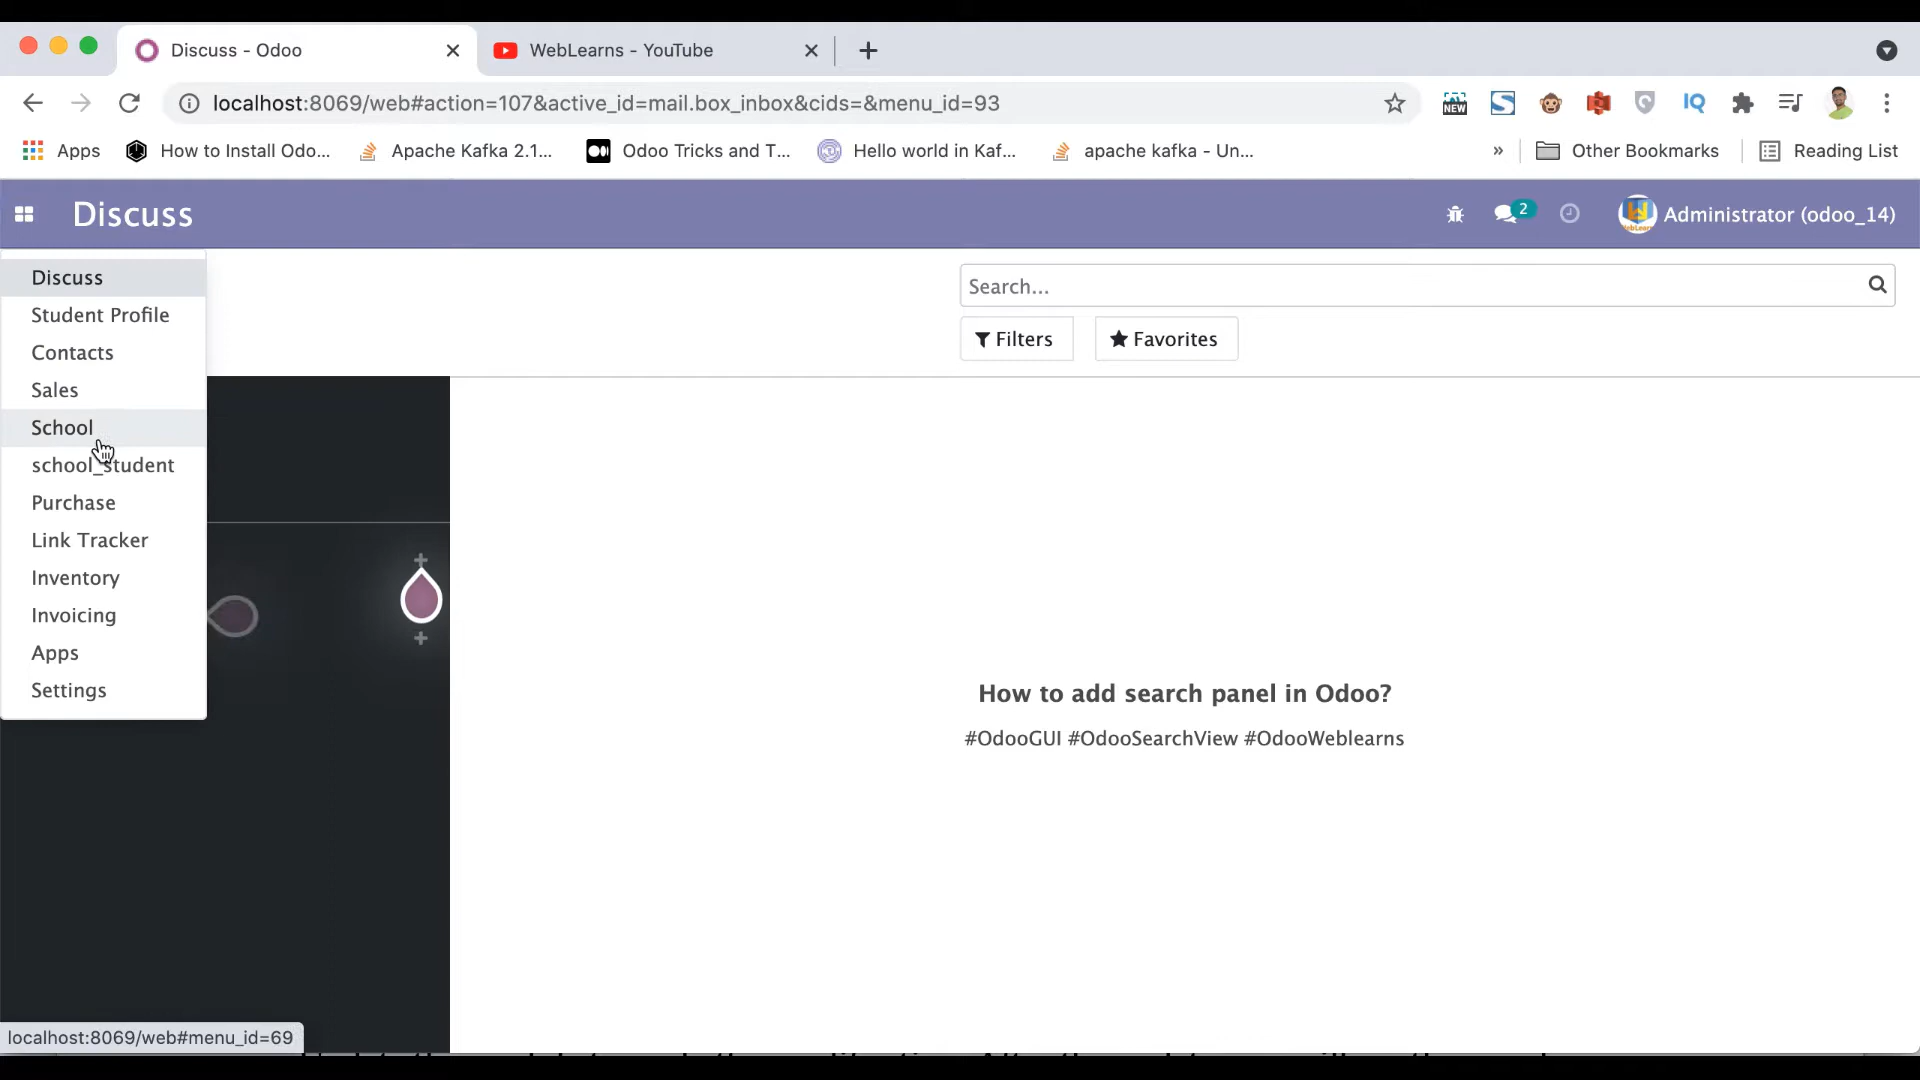 Discuss - Odoo
WebLearns - YouTube
localhost:8069/web#action=107&active_id=mail.box_inbox&cids=&menu_id=93
NEW
S
IQ
Apps
How to Install Odo...
Apache Kafka 2.1...
Odoo Tricks and T...
Hello world in Kaf...
apache kafka - Un...
»
Other Bookmarks
Reading List
Discuss
2
Administrator (odoo_14)
Discuss
Student Profile
Contacts
Sales
School
school_student
Purchase
Link Tracker
Inventory
Invoicing
Apps
Settings
Search...
Filters
Favorites
How to add search panel in Odoo?
#OdooGUI #OdooSearchView #OdooWeblearns
localhost:8069/web#menu_id=69